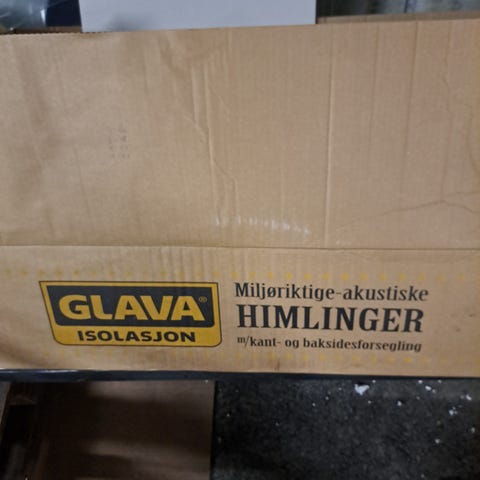 GLAVA®
ISOLASJON
Miljøriktige-akustiske
HIMLINGER
m/kant- og baksidesforsegling